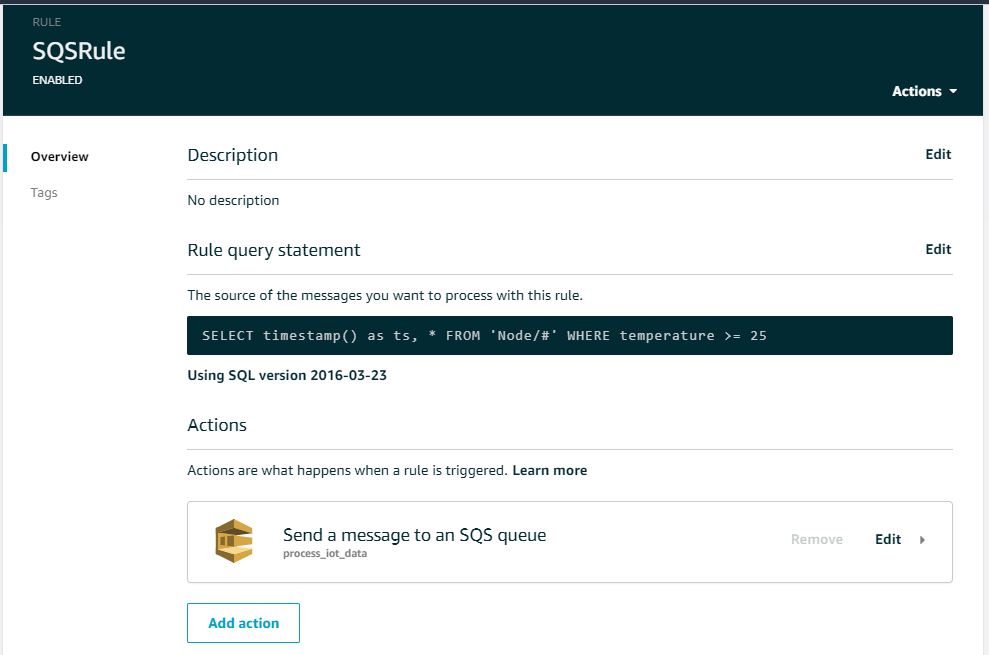 RULE
SQSRule
ENABLED
Actions
Overview
Tags
Description
Edit
No description
Rule query statement
Edit
The source of the messages you want to process with this rule.
SELECT timestamp() as ts, * FROM 'Node/#' WHERE temperature >= 25
Using SQL version 2016-03-23
Actions
Actions are what happens when a rule is triggered. Learn more
Send a message to an SQS queue
process_iot_data
Remove
Edit
Add action